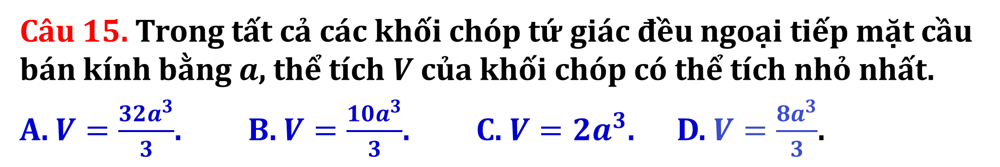 Câu 15. Trong tất cả các khối chóp tứ giác đều ngoại tiếp mặt cầu
bán kính bằng a, thể tích V của khối chóp có thể tích nhỏ nhất.
A. V = \frac{32a^3}{3}. B. V = \frac{10a^3}{3}. C. V = 2a^3. D. V = \frac{8a^3}{3}.